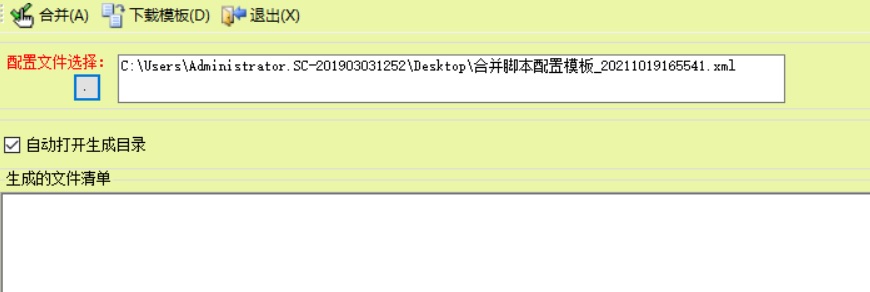 合并(A) 下载模板(D) 退出(X)
配置文件选择：
C:\Users\Administrator.SC-201903031252\Desktop\合并脚本配置模板_20211019165541.xml
.
自动打开生成目录
生成的文件清单